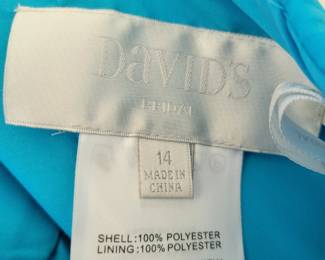 DaVID'S
BRIDAL
14
MADE IN
CHINA
SHELL:100% POLYESTER
LINING:100% POLYESTER